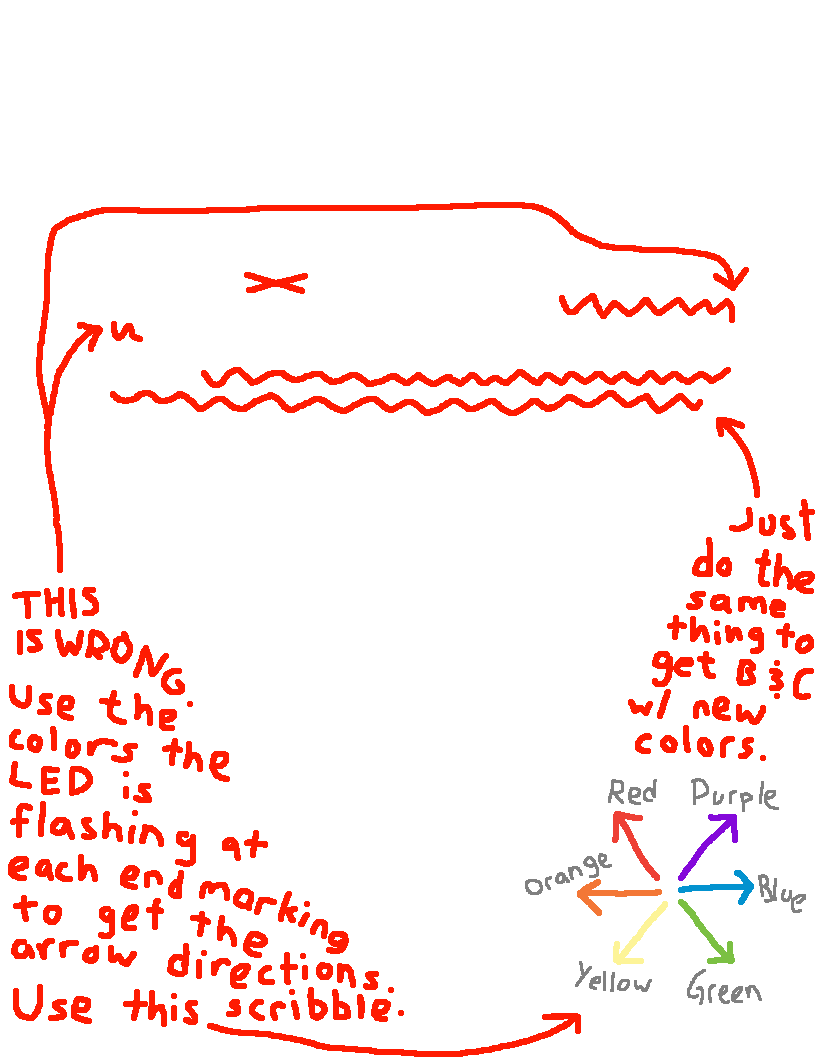 THIS
IS WRONG.
Use the
colors the
LED is
flashing at
each end marking
to get the
arrow directions.
Use this scribble.
Just
do the
same
thing to
get B & C
w/ new
colors.
Red Purple
Orange Blue
Yellow Green